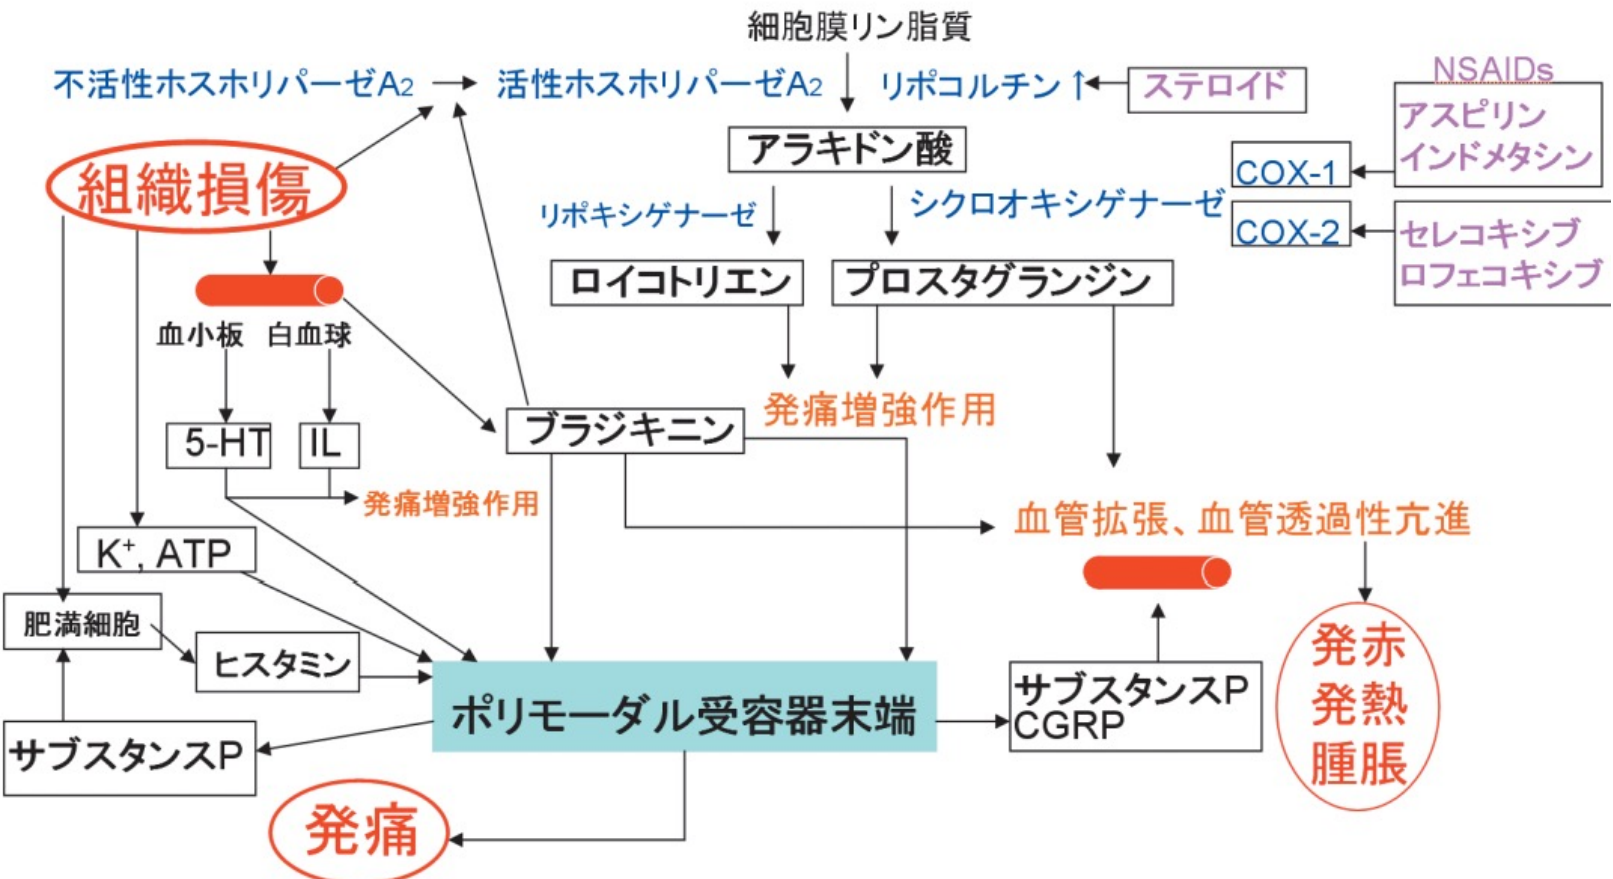 細胞膜リン脂質
不活性ホスホリパーゼA2
活性ホスホリパーゼA2
リポコルチン ↑
ステロイド
NSAIDs
アスピリン
インドメタシン
アラキドン酸
COX-1
組織損傷
リポキシゲナーゼ
シクロオキシゲナーゼ
COX-2
セレコキシブ
ロフェコキシブ
ロイコトリエン
プロスタグランジン
血小板 白血球
発痛増強作用
ブラジキニン
5-HT
IL
発痛増強作用
血管拡張、血管透過性亢進
K⁺, ATP
肥満細胞
ヒスタミン
ポリモーダル受容器末端
サブスタンスP
CGRP
発赤
発熱
腫脹
サブスタンスP
発痛